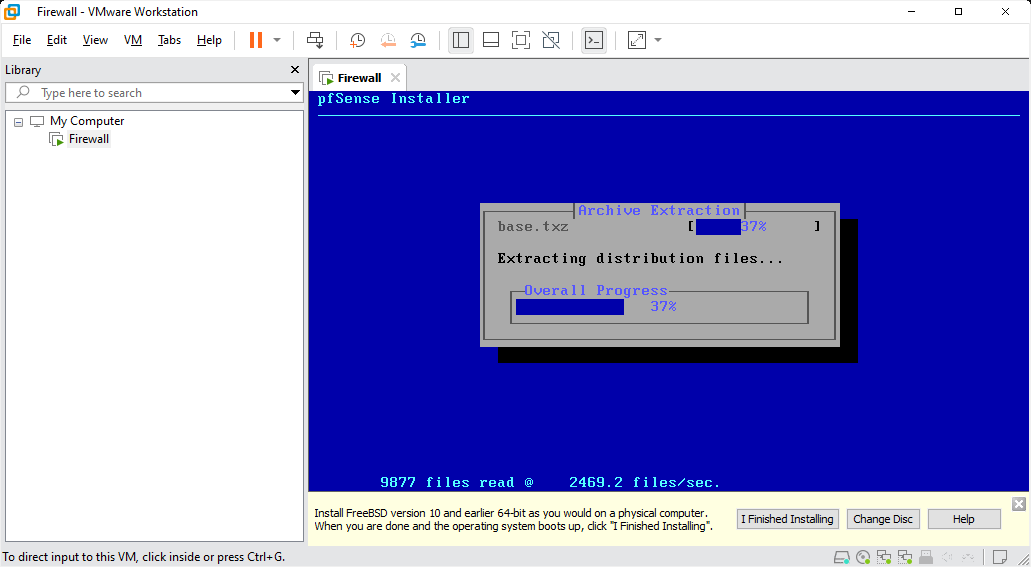 Firewall - VMware Workstation
File Edit View VM Tabs Help
Library
Type here to search
My Computer
Firewall
Firewall
pfSense Installer
Archive Extraction
base.txz [ 37% ]
Extracting distribution files...
Overall Progress
37%
9877 files read @ 2469.2 files/sec.
Install FreeBSD version 10 and earlier 64-bit as you would on a physical computer.
When you are done and the operating system boots up, click "I Finished Installing".
I Finished Installing Change Disc Help
To direct input to this VM, click inside or press Ctrl+G.